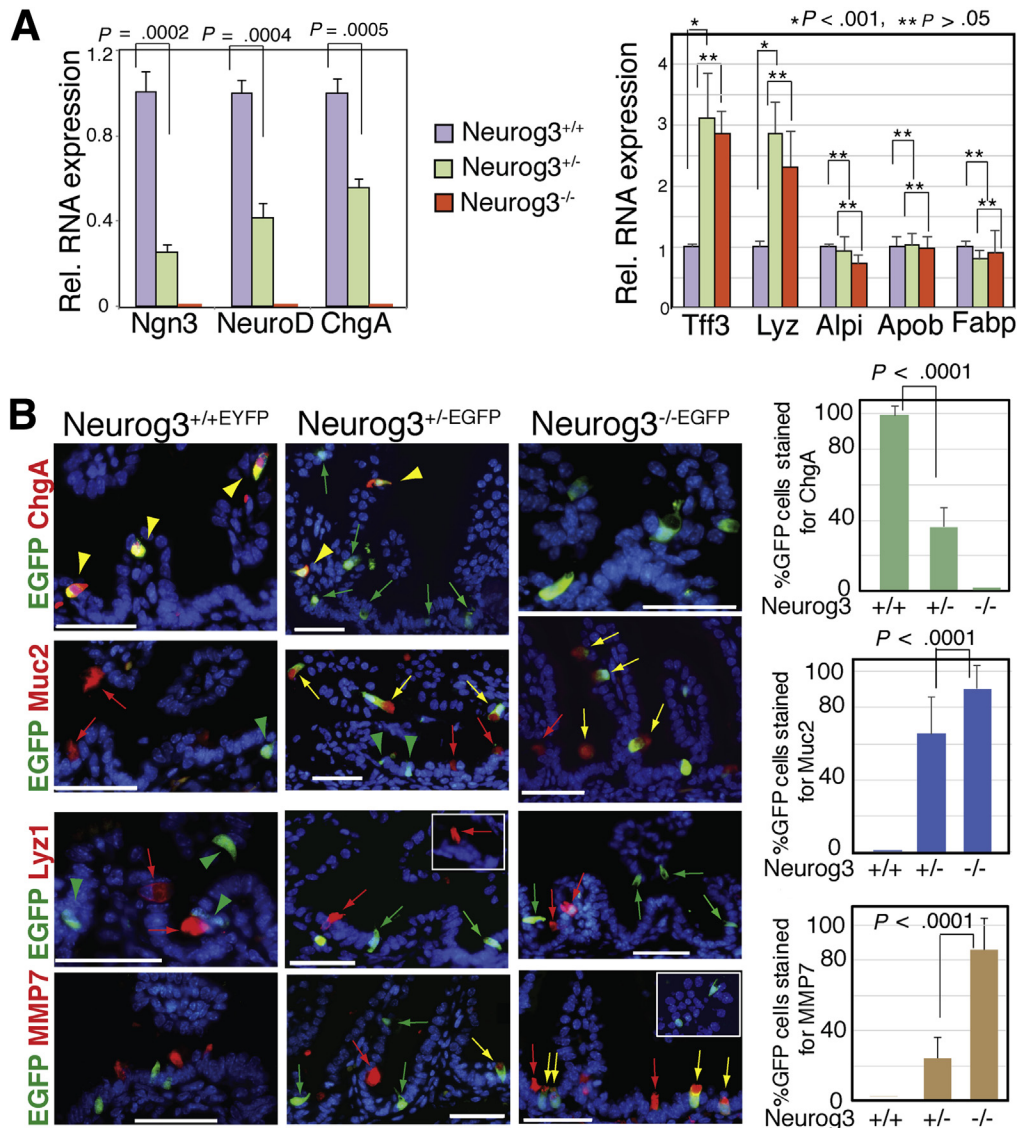 A
P = .0002
P = .0004
P = .0005
Rel. RNA expression
1.2
0.8
0.4
0
Ngn3 NeuroD ChgA
Neurog3+/+
Neurog3+/-
Neurog3-/-
*P < .001, **P > .05
Rel. RNA expression
4
3
2
1
0
* ** * ** ** ** ** ** ** **
Tff3 Lyz Alpi Apob Fabp
B
Neurog3+/+EYFP
Neurog3+/-EGFP
Neurog3-/-EGFP
EGFP ChgA
EGFP Muc2
EGFP Lyz1
EGFP MMP7
P < .0001
%GFP cells stained
for ChgA
100
80
40
0
Neurog3 +/+ +/- -/-
P < .0001
%GFP cells stained
for Muc2
100
80
40
0
Neurog3 +/+ +/- -/-
P < .0001
%GFP cells stained
for MMP7
100
80
40
0
Neurog3 +/+ +/- -/-